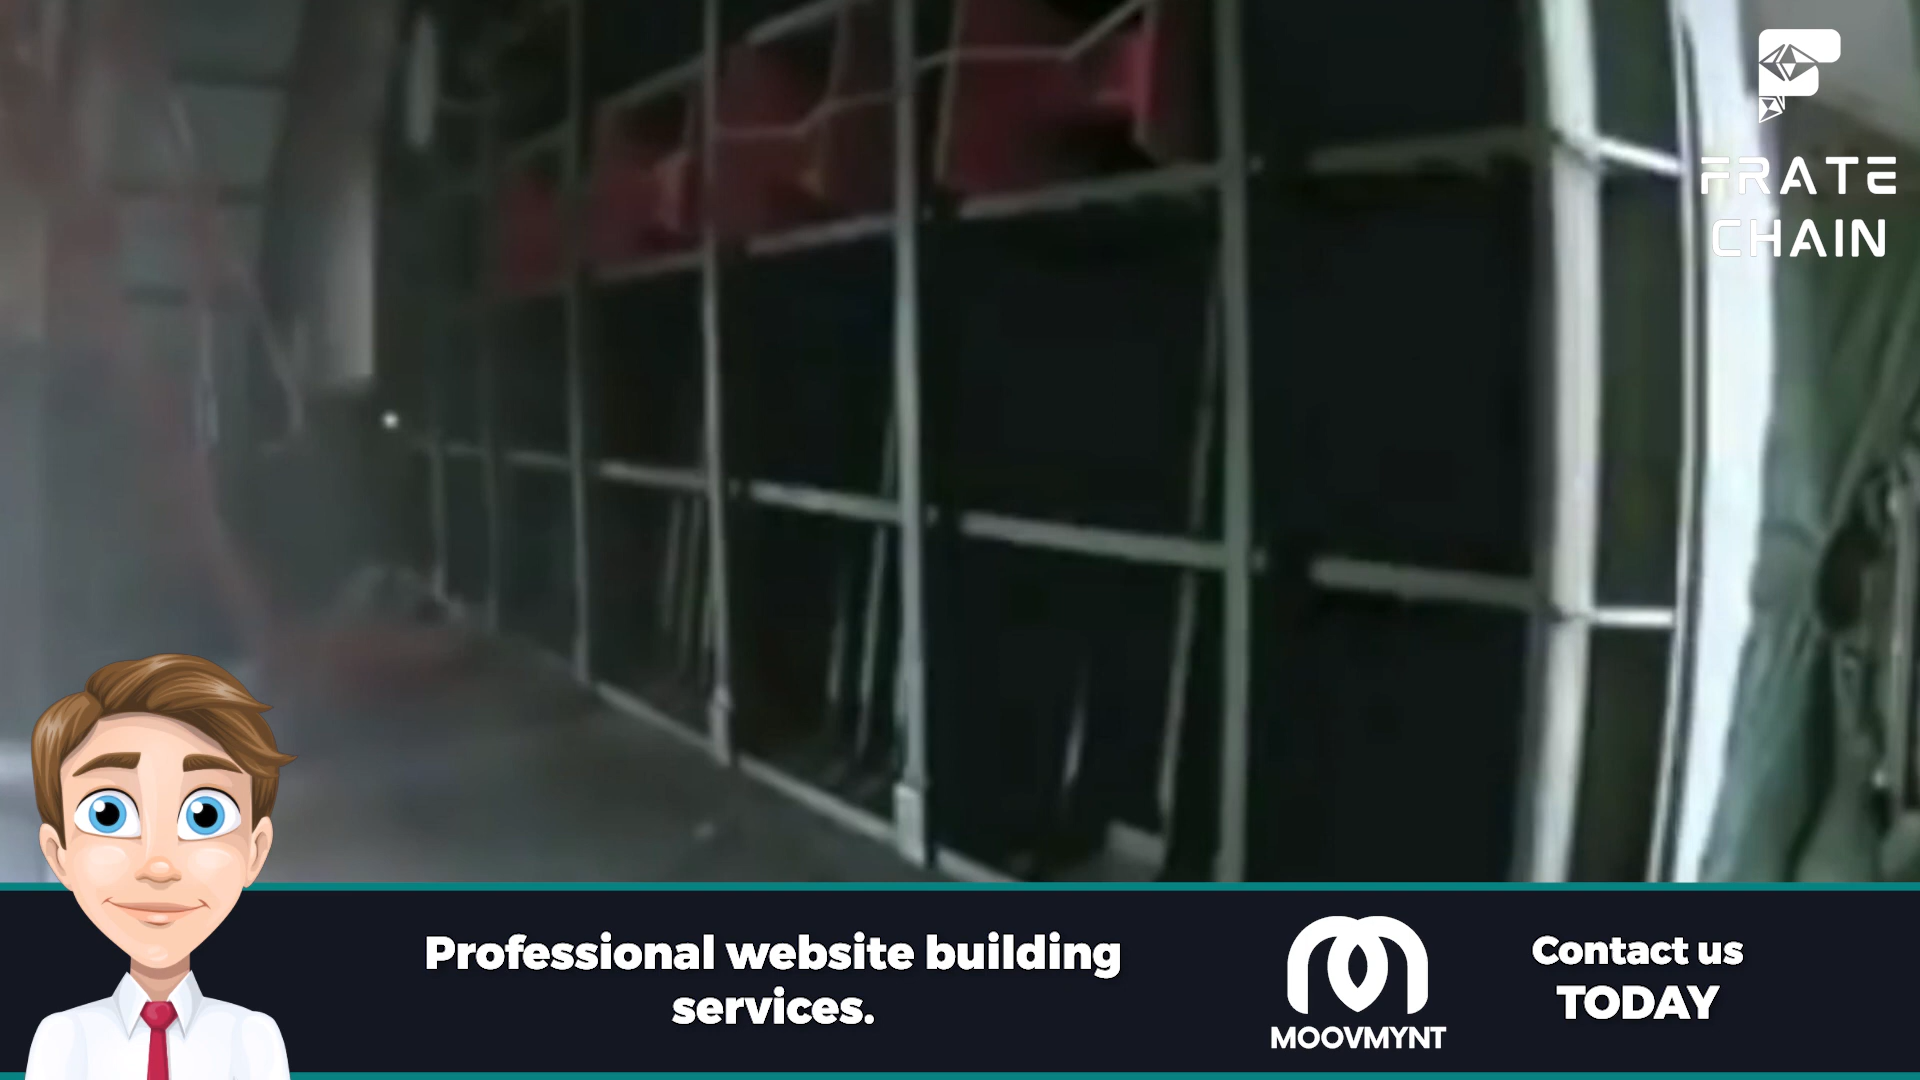 FRATE
CHAIN
Professional website building
services.
MOOVMYNT
Contact us
TODAY